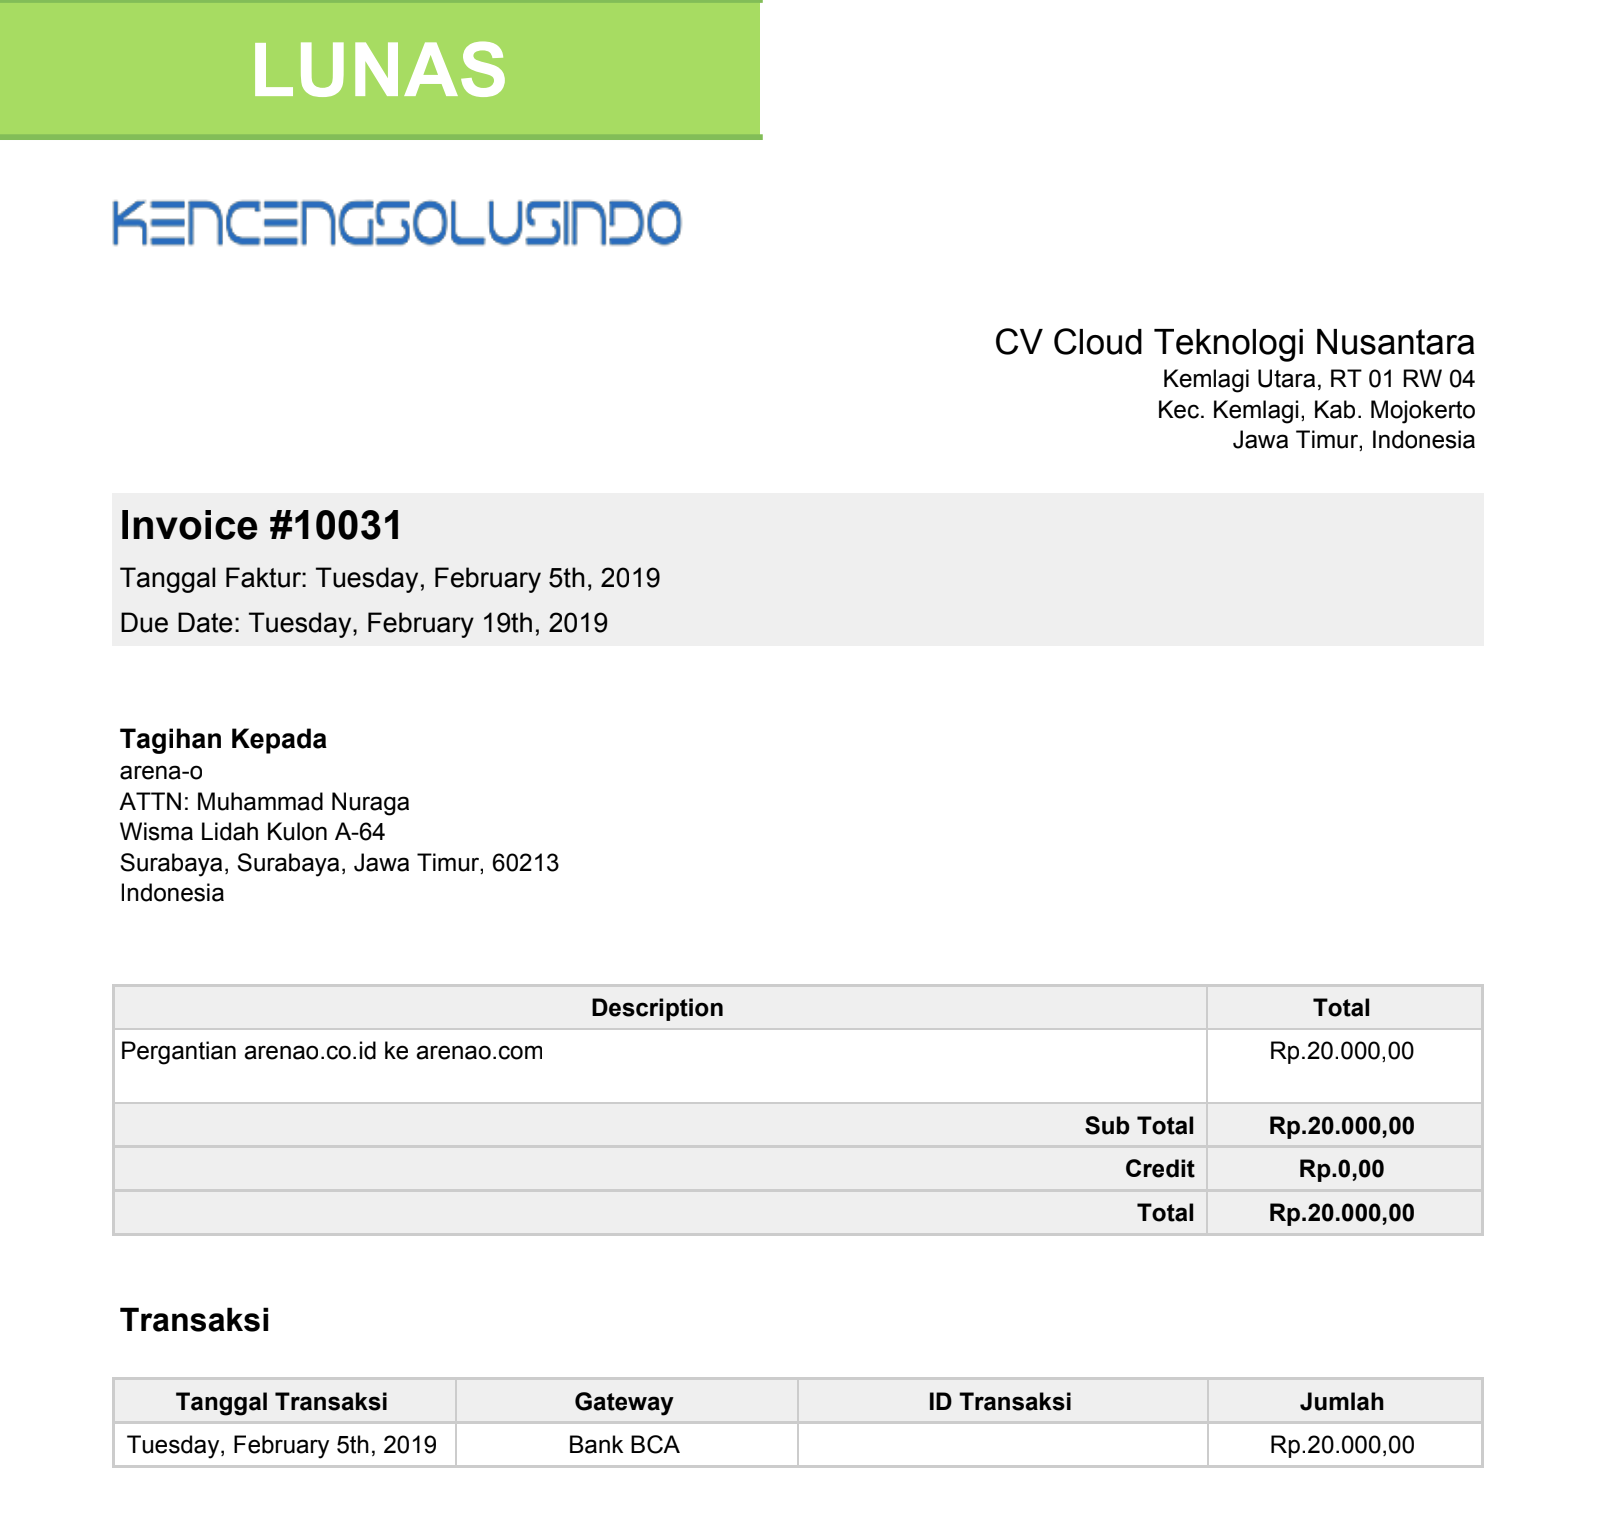 LUNAS
KENCENGSOLUSINDO
CV Cloud Teknologi Nusantara
Kemlagi Utara, RT 01 RW 04
Kec. Kemlagi, Kab. Mojokerto
Jawa Timur, Indonesia
Invoice #10031
Tanggal Faktur: Tuesday, February 5th, 2019
Due Date: Tuesday, February 19th, 2019
Tagihan Kepada
arena-o
ATTN: Muhammad Nuraga
Wisma Lidah Kulon A-64
Surabaya, Surabaya, Jawa Timur, 60213
Indonesia
Description Total
Pergantian arenao.co.id ke arenao.com Rp.20.000,00
Sub Total Rp.20.000,00
Credit Rp.0,00
Total Rp.20.000,00
Transaksi
Tanggal Transaksi Gateway ID Transaksi Jumlah
Tuesday, February 5th, 2019 Bank BCA Rp.20.000,00